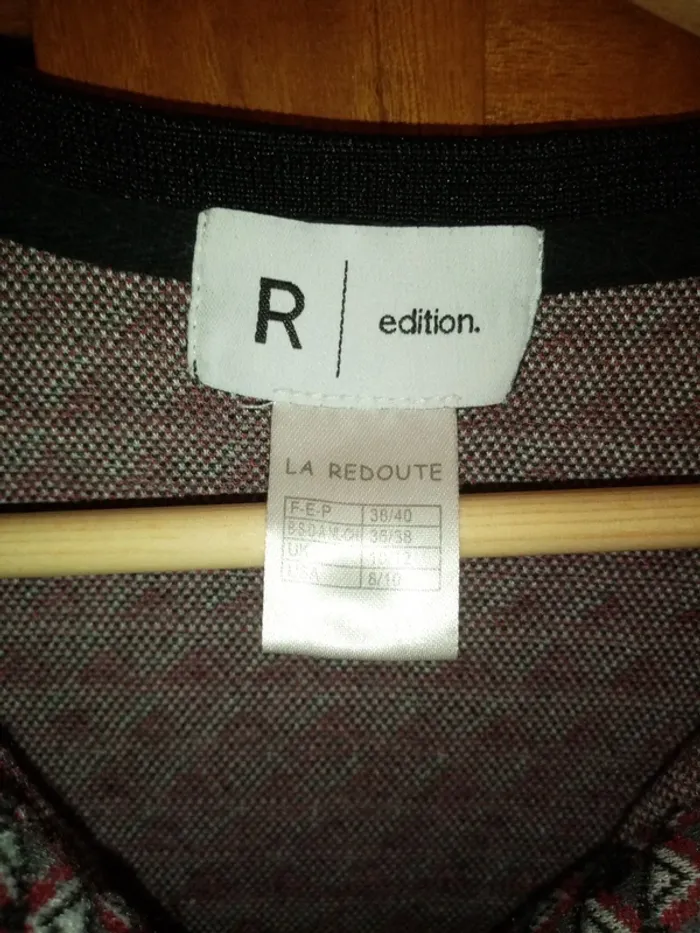 R | edition.
LA REDOUTE
F-E-P 38/40
36/38
UK
USA 8/10